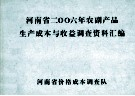 河南省二〇〇六年农副产品
生产成本与收益调查资料汇编
河南省价格成本调查队